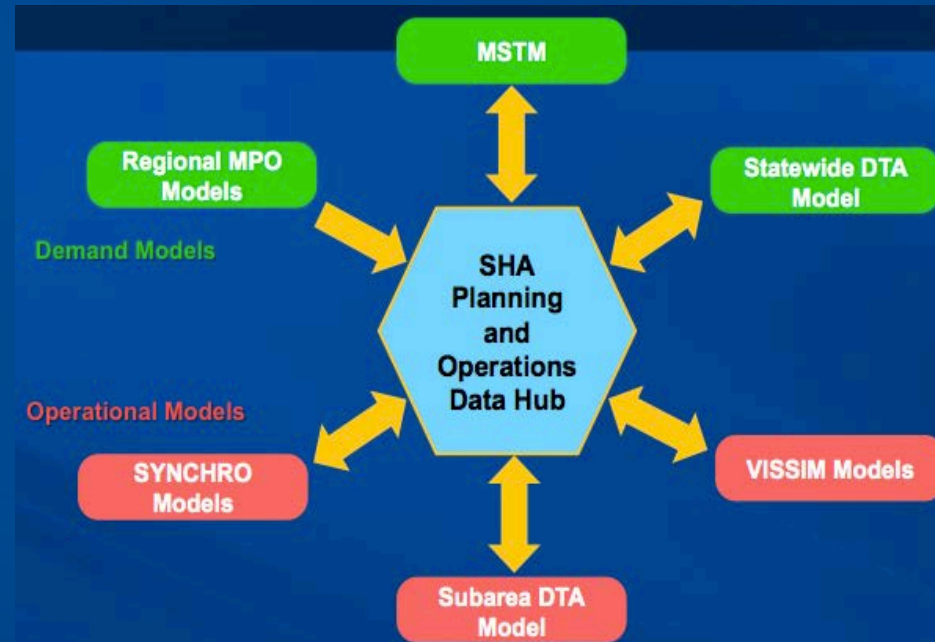 MSTM
Regional MPO
Models
Statewide DTA
Model
Demand Models
SHA
Planning
and
Operations
Data Hub
Operational Models
SYNCHRO
Models
VISSIM Models
Subarea DTA
Model